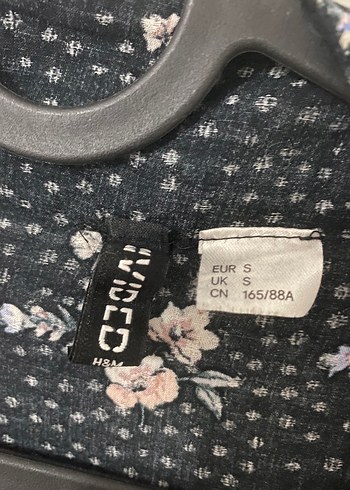 DIVIDED
H&M
EUR S
UK S
CN 165/88A